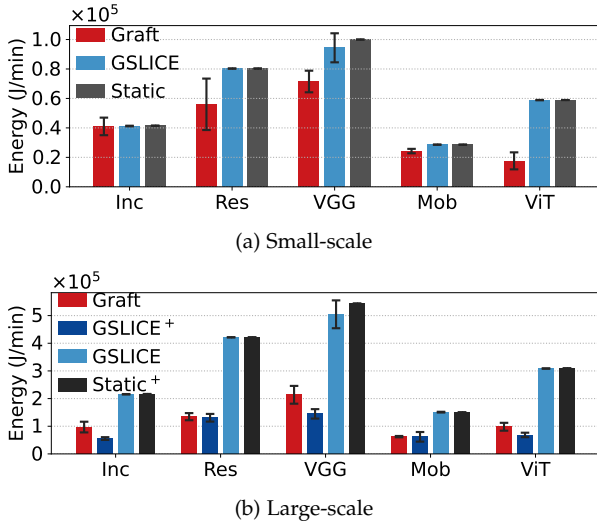 ×10⁵
Energy (J/min)
1.0
0.8
0.6
0.4
0.2
0.0
Graft
GSLICE
Static
Inc Res VGG Mob ViT
(a) Small-scale
×10⁵
Energy (J/min)
5
4
3
2
1
0
Graft
GSLICE⁺
GSLICE
Static⁺
Inc Res VGG Mob ViT
(b) Large-scale